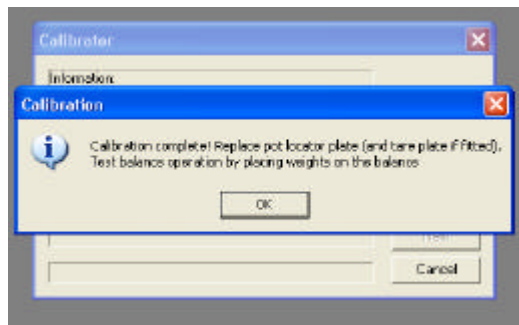 Calibrator
Information:
Calibration
Calibration complete! Replace pot locator plate (and tare plate if fitted).
Test balance operation by placing weights on the balance
OK
Cancel